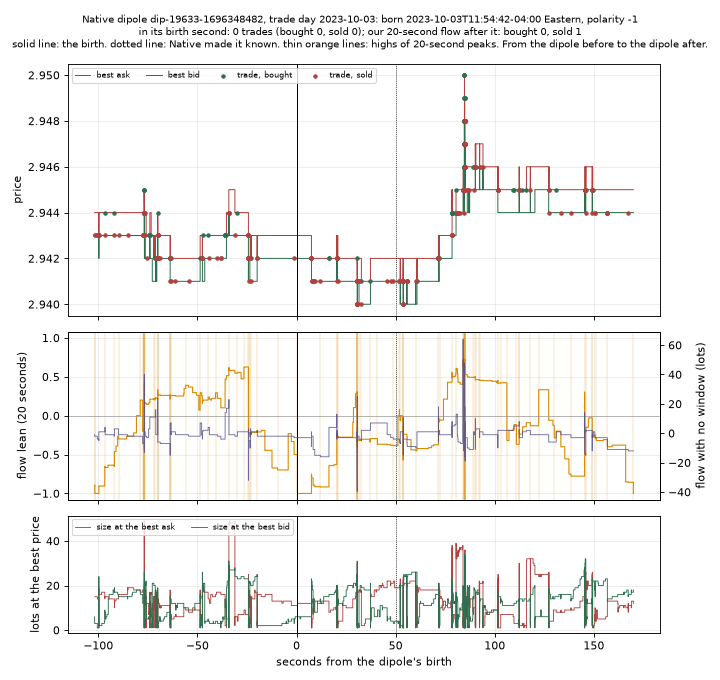 Native dipole dip-19633-1696348482, trade day 2023-10-03: born 2023-10-03T11:54:42-04:00 Eastern, polarity -1
in its birth second: 0 trades (bought 0, sold 0); our 20-second flow after it: bought 0, sold 1
solid line: the birth. dotted line: Native made it known. thin orange lines: highs of 20-second peaks. From the dipole before to the dipole after.
best ask best bid trade, bought trade, sold
2.950
2.948
2.946
2.944
2.942
2.940
price
1.0
0.5
0.0
−0.5
−1.0
flow lean (20 seconds)
60
40
20
0
−20
−40
flow with no window (lots)
size at the best ask size at the best bid
40
20
0
lots at the best price
−100 −50 0 50 100 150
seconds from the dipole's birth